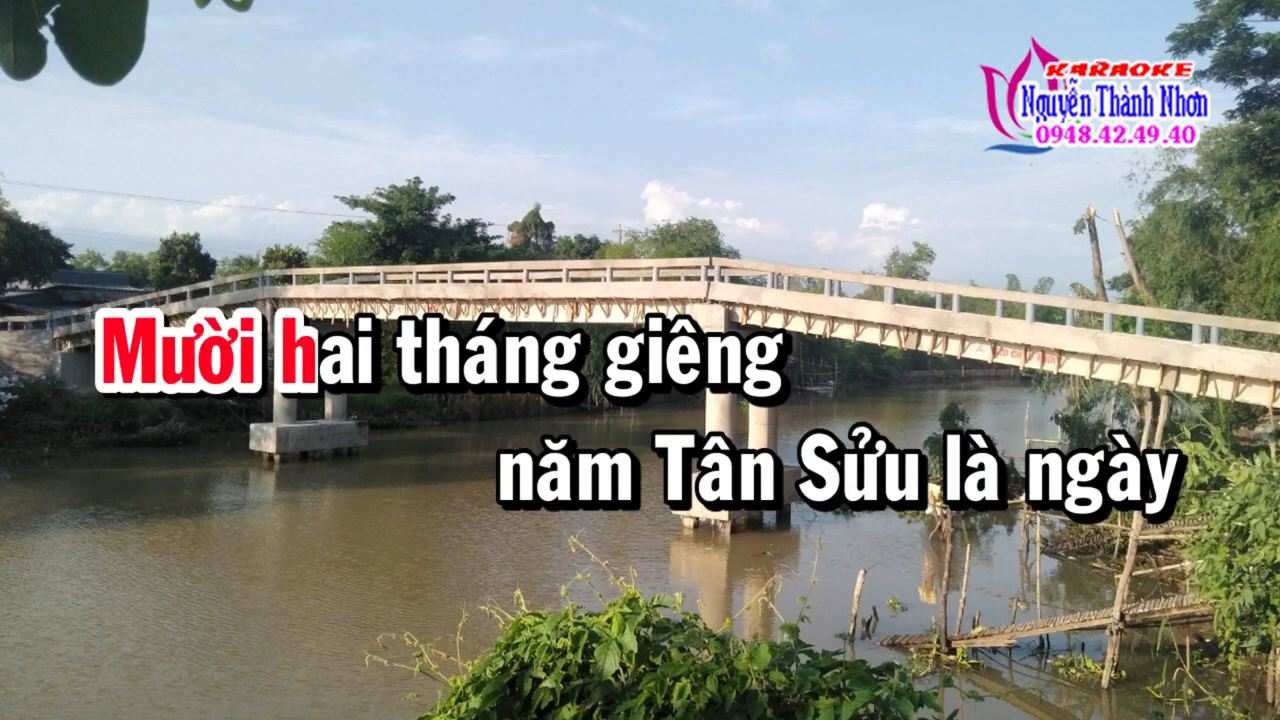 KARAOKE
Nguyễn Thành Nhơn
0948.42.49.40
Mười hai tháng giêng
năm Tân Sửu là ngày